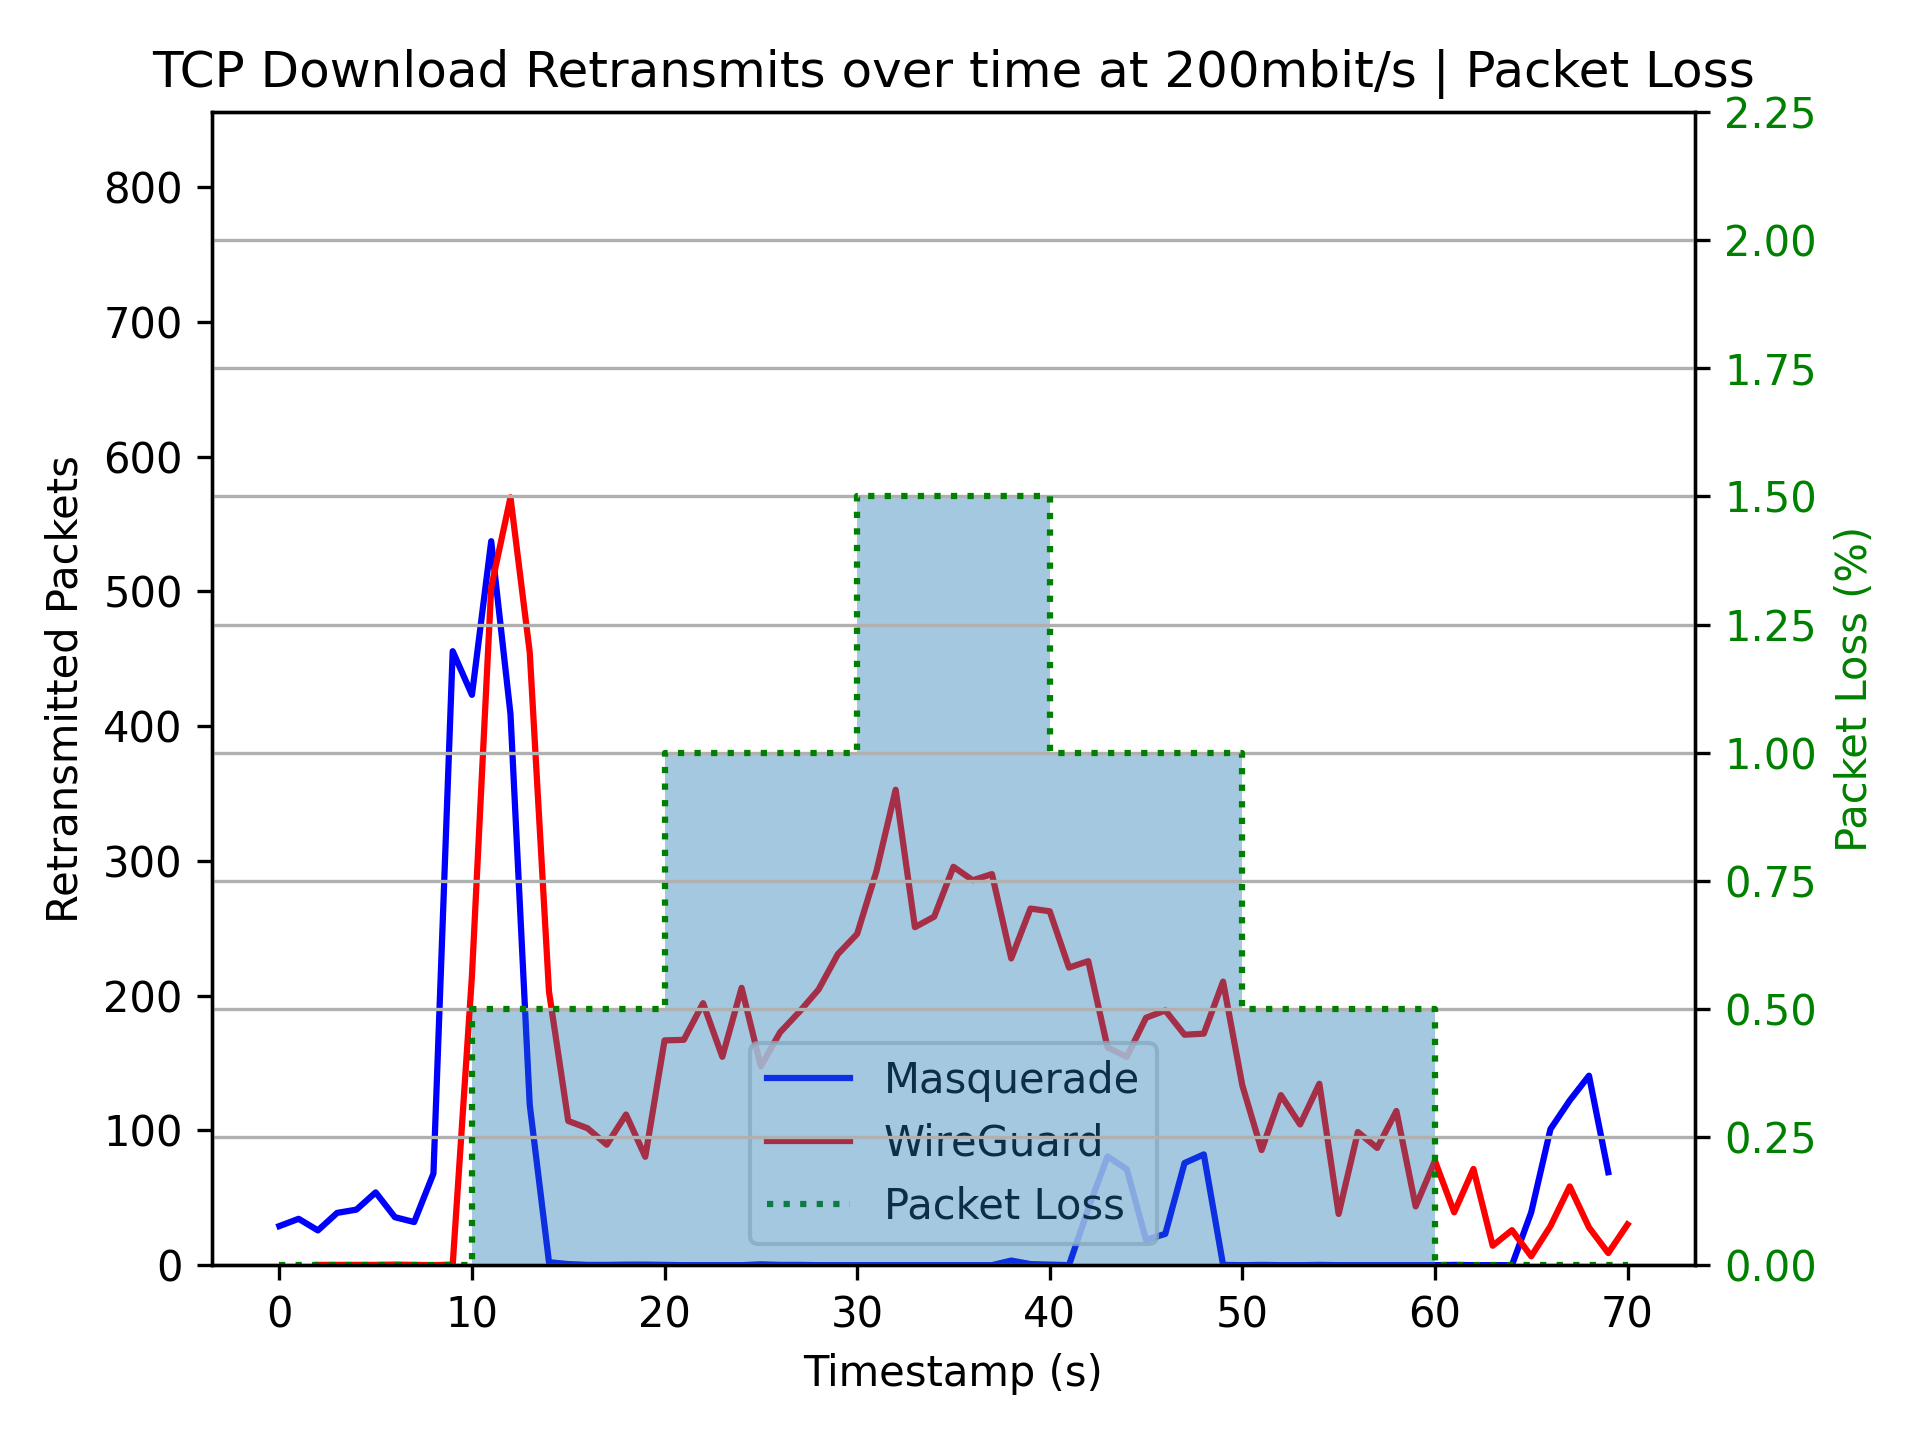 TCP Download Retransmits over time at 200mbit/s | Packet Loss
2.25
800
2.00
700
1.75
600
1.50
500
1.25
400
1.00
300
0.75
200
0.50
100
0.25
0
0.00
Retransmitted Packets
Packet Loss (%)
Masquerade
WireGuard
Packet Loss
0 10 20 30 40 50 60 70
Timestamp (s)